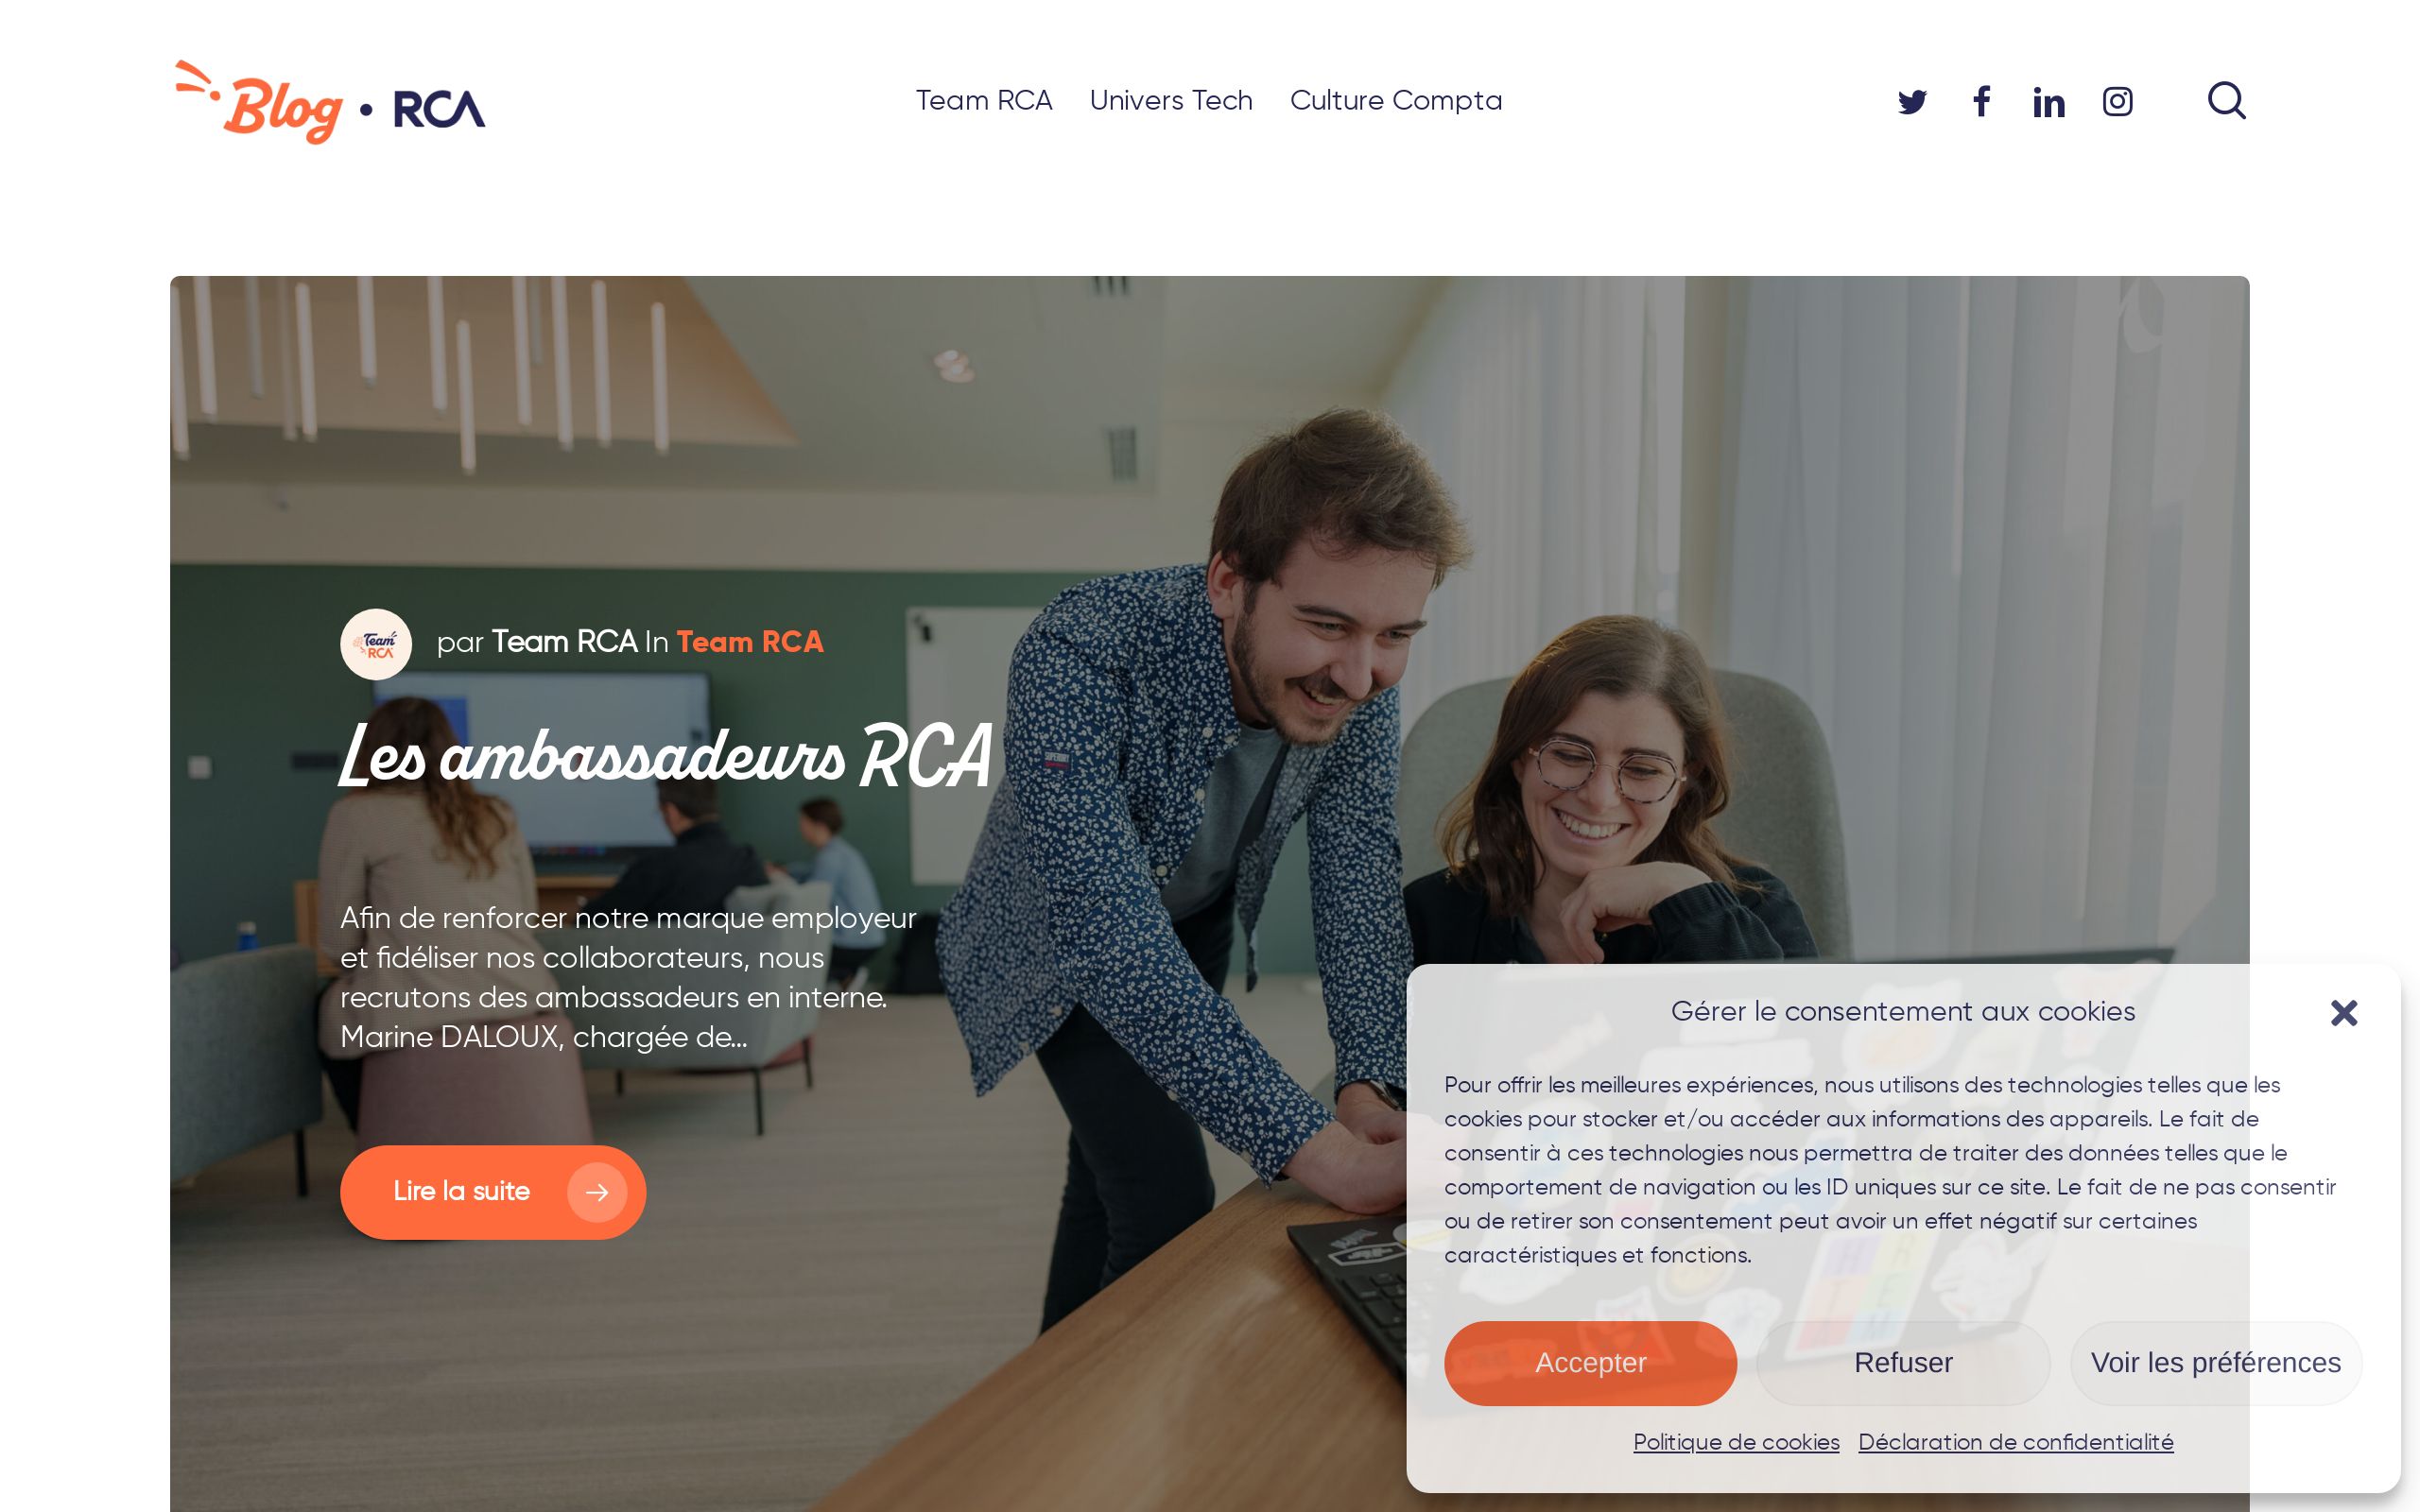 Blog • RCA
Team RCA
Univers Tech
Culture Compta
par Team RCA In Team RCA
Team
RCA
Les ambassadeurs RCA
Afin de renforcer notre marque employeur
et fidéliser nos collaborateurs, nous
recrutons des ambassadeurs en interne.
Marine DALOUX, chargée de...
Lire la suite
Gérer le consentement aux cookies
Pour offrir les meilleures expériences, nous utilisons des technologies telles que les
cookies pour stocker et/ou accéder aux informations des appareils. Le fait de
consentir à ces technologies nous permettra de traiter des données telles que le
comportement de navigation ou les ID uniques sur ce site. Le fait de ne pas consentir
ou de retirer son consentement peut avoir un effet négatif sur certaines
caractéristiques et fonctions.
Accepter
Refuser
Voir les préférences
Politique de cookies
Déclaration de confidentialité